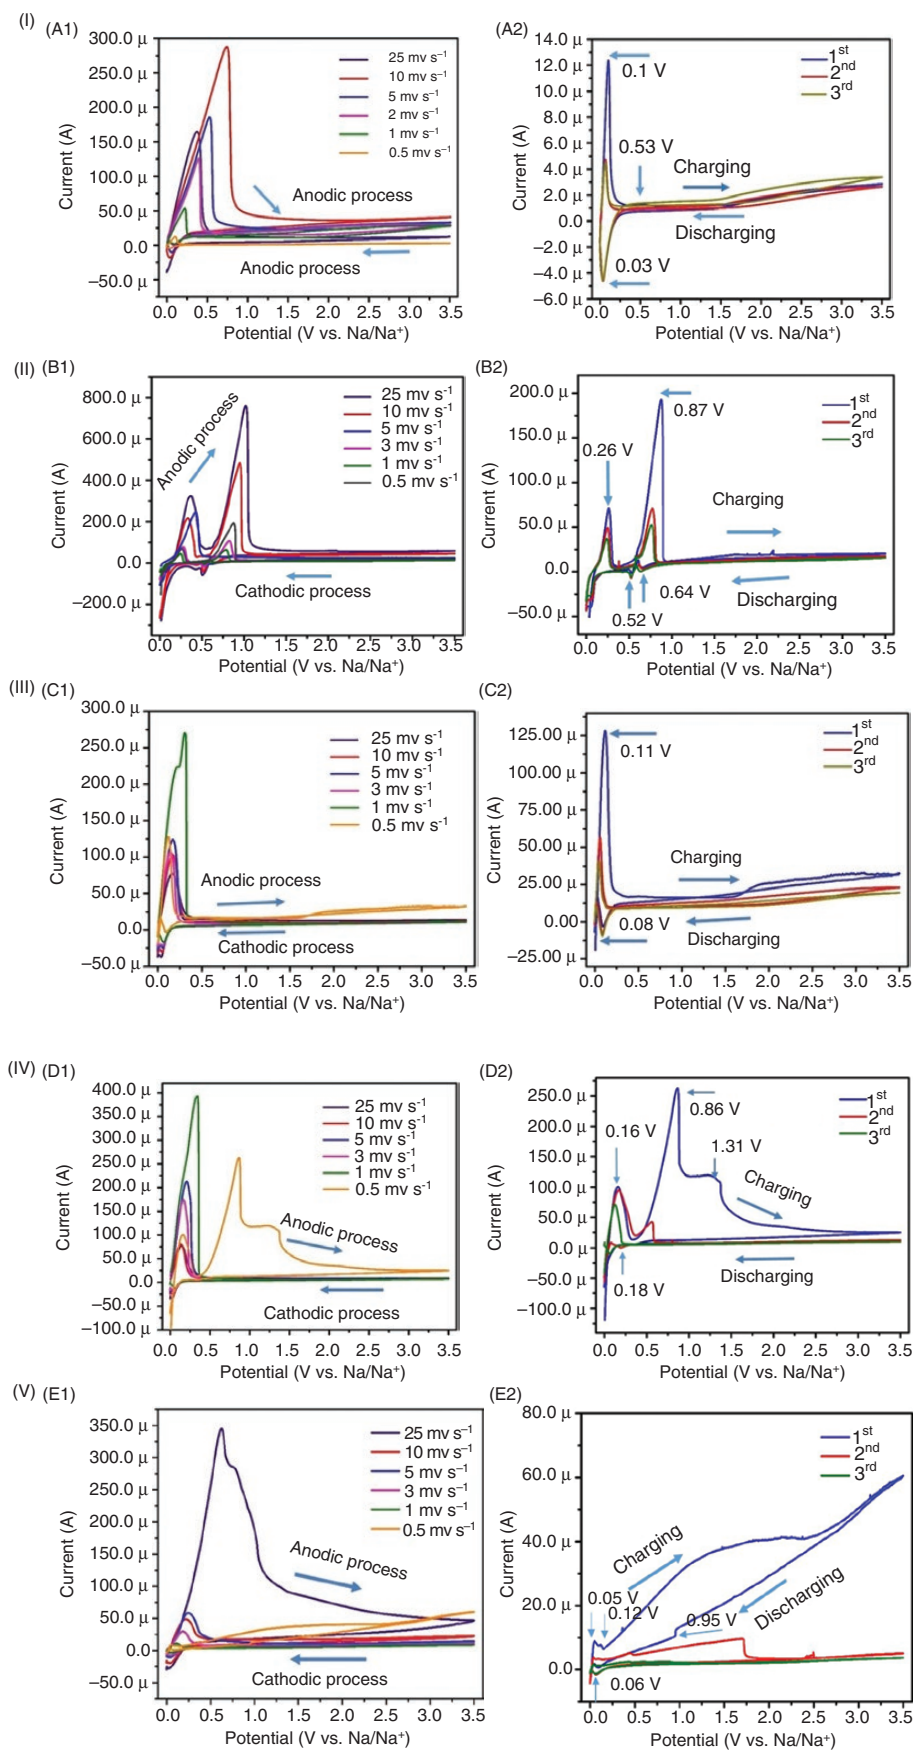 (I) (A1)
300.0 µ
250.0 µ
200.0 µ
150.0 µ
100.0 µ
50.0 µ
0.0
−50.0 µ
Current (A)
25 mv s⁻¹
10 mv s⁻¹
5 mv s⁻¹
2 mv s⁻¹
1 mv s⁻¹
0.5 mv s⁻¹
Anodic process
Anodic process
0.0 0.5 1.0 1.5 2.0 2.5 3.0 3.5
Potential (V vs. Na/Na⁺)
(A2)
14.0 µ
12.0 µ
10.0 µ
8.0 µ
6.0 µ
4.0 µ
2.0 µ
0.0
−2.0 µ
−4.0 µ
−6.0 µ
Current (A)
1st
2nd
3rd
0.1 V
0.53 V
Charging
Discharging
0.03 V
0.0 0.5 1.0 1.5 2.0 2.5 3.0 3.5
Potential (V vs. Na/Na⁺)
(II) (B1)
800.0 µ
600.0 µ
400.0 µ
200.0 µ
0.0
−200.0 µ
Current (A)
25 mv s⁻¹
10 mv s⁻¹
5 mv s⁻¹
3 mv s⁻¹
1 mv s⁻¹
0.5 mv s⁻¹
Anodic process
Cathodic process
0.0 0.5 1.0 1.5 2.0 2.5 3.0 3.5
Potential (V vs. Na/Na⁺)
(B2)
200.0 µ
150.0 µ
100.0 µ
50.0 µ
0.0
−50.0 µ
Current (A)
1st
2nd
3rd
0.87 V
0.26 V
Charging
0.64 V
Discharging
0.52 V
0.0 0.5 1.0 1.5 2.0 2.5 3.0 3.5
Potential (V vs. Na/Na⁺)
(III) (C1)
300.0 µ
250.0 µ
200.0 µ
150.0 µ
100.0 µ
50.0 µ
0.0
−50.0 µ
Current (A)
25 mv s⁻¹
10 mv s⁻¹
5 mv s⁻¹
3 mv s⁻¹
1 mv s⁻¹
0.5 mv s⁻¹
Anodic process
Cathodic process
0.0 0.5 1.0 1.5 2.0 2.5 3.0 3.5
Potential (V vs. Na/Na⁺)
(C2)
125.00 µ
100.00 µ
75.00 µ
50.00 µ
25.00 µ
0.00
−25.00 µ
Current (A)
1st
2nd
3rd
0.11 V
Charging
0.08 V
Discharging
0.0 0.5 1.0 1.5 2.0 2.5 3.0 3.5
Potential (V vs. Na/Na⁺)
(IV) (D1)
400.0 µ
350.0 µ
300.0 µ
250.0 µ
200.0 µ
150.0 µ
100.0 µ
50.0 µ
0.0
−50.0 µ
−100.0 µ
Current (A)
25 mv s⁻¹
10 mv s⁻¹
5 mv s⁻¹
3 mv s⁻¹
1 mv s⁻¹
0.5 mv s⁻¹
Anodic process
Cathodic process
0.0 0.5 1.0 1.5 2.0 2.5 3.0 3.5
Potential (V vs. Na/Na⁺)
(D2)
250.0 µ
200.0 µ
150.0 µ
100.0 µ
50.0 µ
0.0 µ
−50.0 µ
−100.0 µ
Current (A)
1st
2nd
3rd
0.86 V
0.16 V
1.31 V
Charging
0.18 V
Discharging
0.0 0.5 1.0 1.5 2.0 2.5 3.0 3.5
Potential (V vs. Na/Na⁺)
(V) (E1)
350.0 µ
300.0 µ
250.0 µ
200.0 µ
150.0 µ
100.0 µ
50.0 µ
0.0
−50.0 µ
Current (A)
25 mv s⁻¹
10 mv s⁻¹
5 mv s⁻¹
3 mv s⁻¹
1 mv s⁻¹
0.5 mv s⁻¹
Anodic process
Cathodic process
0.0 0.5 1.0 1.5 2.0 2.5 3.0 3.5
Potential (V vs. Na/Na⁺)
(E2)
80.0 µ
60.0 µ
40.0 µ
20.0 µ
0.0
Current (A)
1st
2nd
3rd
Charging
0.05 V
0.12 V
0.95 V
Discharging
0.06 V
0.0 0.5 1.0 1.5 2.0 2.5 3.0 3.5
Potential (V vs. Na/Na⁺)